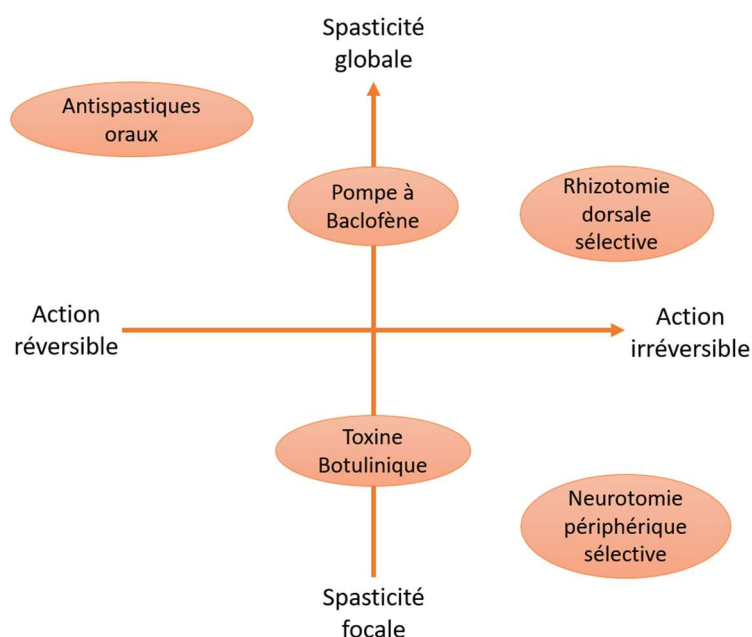 Spasticité
globale
Antispastiques
oraux
Pompe à
Baclofène
Rhizotomie
dorsale
sélective
Action
réversible
Action
irréversible
Toxine
Botulinique
Neurotomie
périphérique
sélective
Spasticité
focale